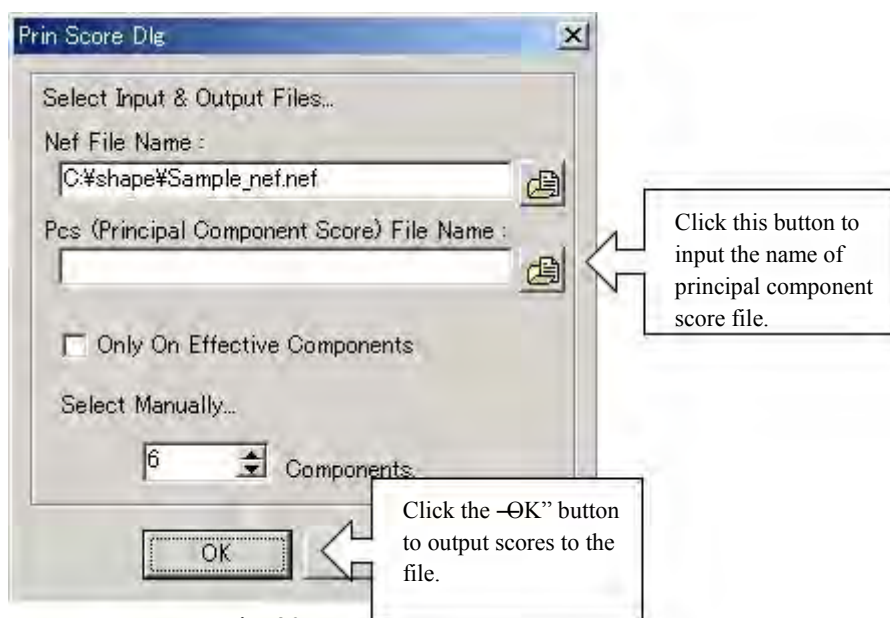 Prin Score Dlg
Select Input & Output Files...
Nef File Name :
C:¥shape¥Sample_nef.nef
Pcs (Principal Component Score) File Name :
Click this button to
input the name of
principal component
score file.
Only On Effective Components
Select Manually...
6
Components.
Click the ―OK” button
to output scores to the
file.
OK